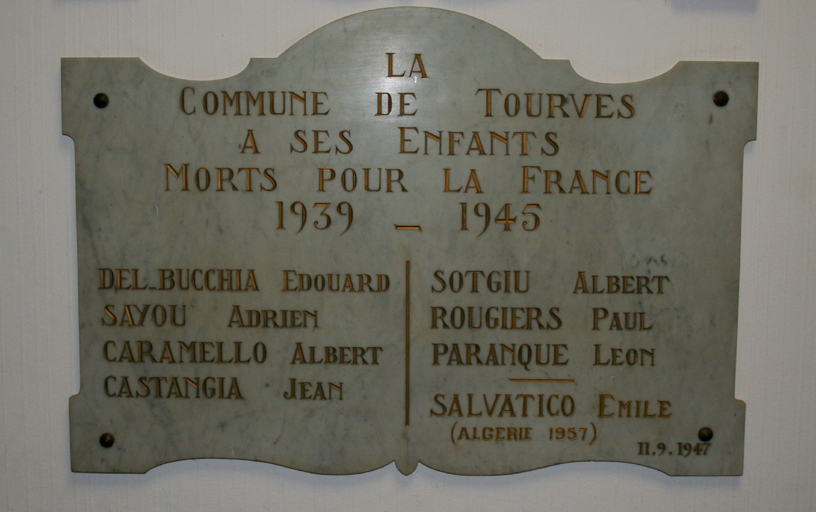 LA
COMMUNE DE TOURVES
A SES ENFANTS
MORTS POUR LA FRANCE
1939 _ 1945
DEL_BUCCHIA EDOUARD
SAYOU ADRIEN
CARAMELLO ALBERT
CASTANGIA JEAN
SOTGIU ALBERT
ROUGIERS PAUL
PARANQUE LEON
SALVATICO EMILE
(ALGERIE 1957)
11.9.1947